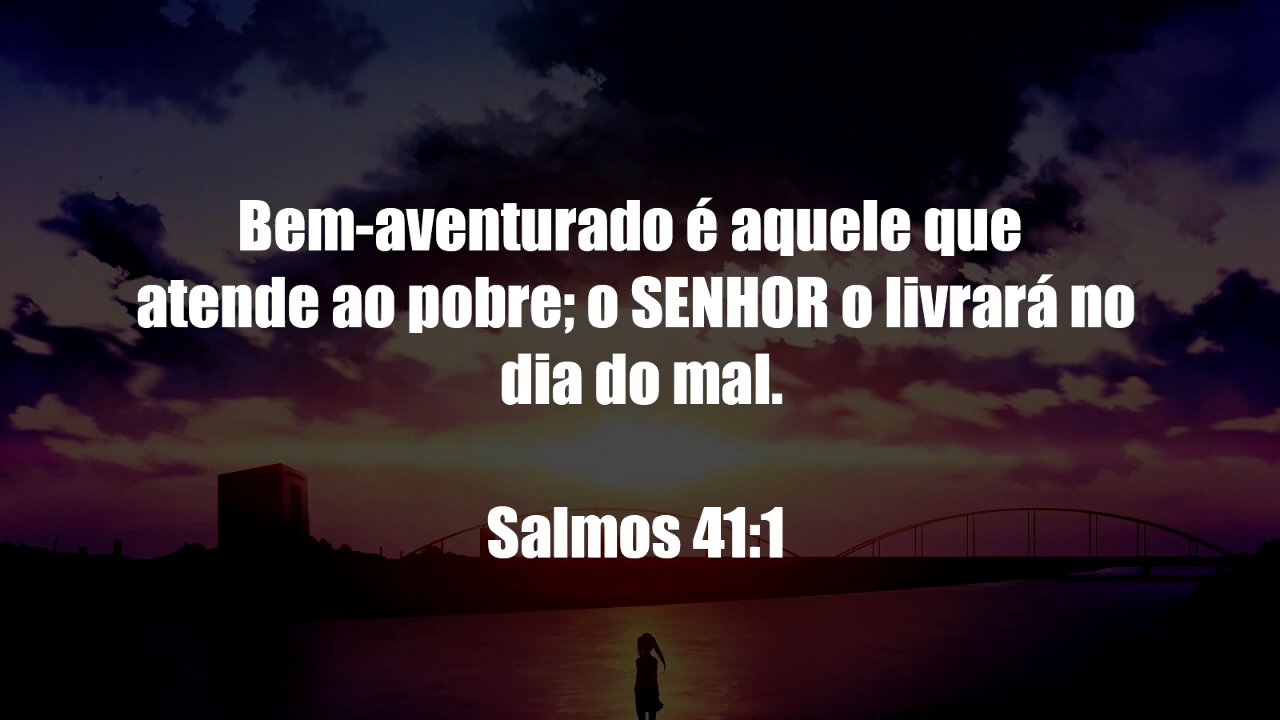 Bem-aventurado é aquele que
atende ao pobre; o SENHOR o livrará no
dia do mal.
Salmos 41:1